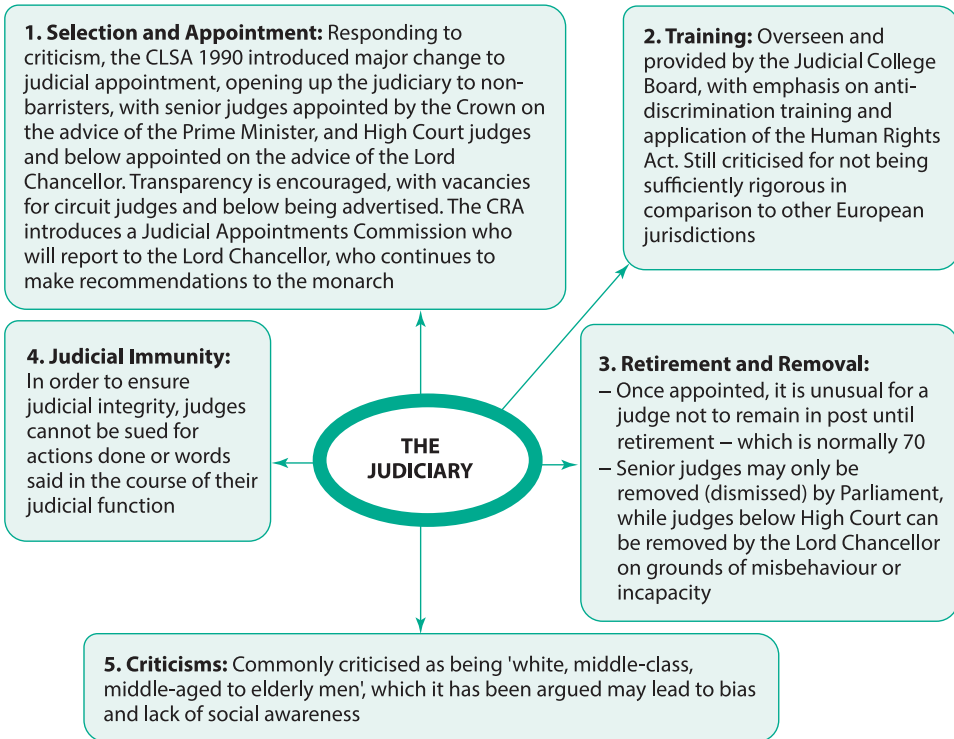 1. Selection and Appointment: Responding to
criticism, the CLSA 1990 introduced major change to
judicial appointment, opening up the judiciary to non-
barristers, with senior judges appointed by the Crown on
the advice of the Prime Minister, and High Court judges
and below appointed on the advice of the Lord
Chancellor. Transparency is encouraged, with vacancies
for circuit judges and below being advertised. The CRA
introduces a Judicial Appointments Commission who
will report to the Lord Chancellor, who continues to
make recommendations to the monarch
2. Training: Overseen and
provided by the Judicial College
Board, with emphasis on anti-
discrimination training and
application of the Human Rights
Act. Still criticised for not being
sufficiently rigorous in
comparison to other European
jurisdictions
4. Judicial Immunity:
In order to ensure
judicial integrity, judges
cannot be sued for
actions done or words
said in the course of their
judicial function
THE
JUDICIARY
3. Retirement and Removal:
– Once appointed, it is unusual for a
judge not to remain in post until
retirement – which is normally 70
– Senior judges may only be
removed (dismissed) by Parliament,
while judges below High Court can
be removed by the Lord Chancellor
on grounds of misbehaviour or
incapacity
5. Criticisms: Commonly criticised as being 'white, middle-class,
middle-aged to elderly men', which it has been argued may lead to bias
and lack of social awareness